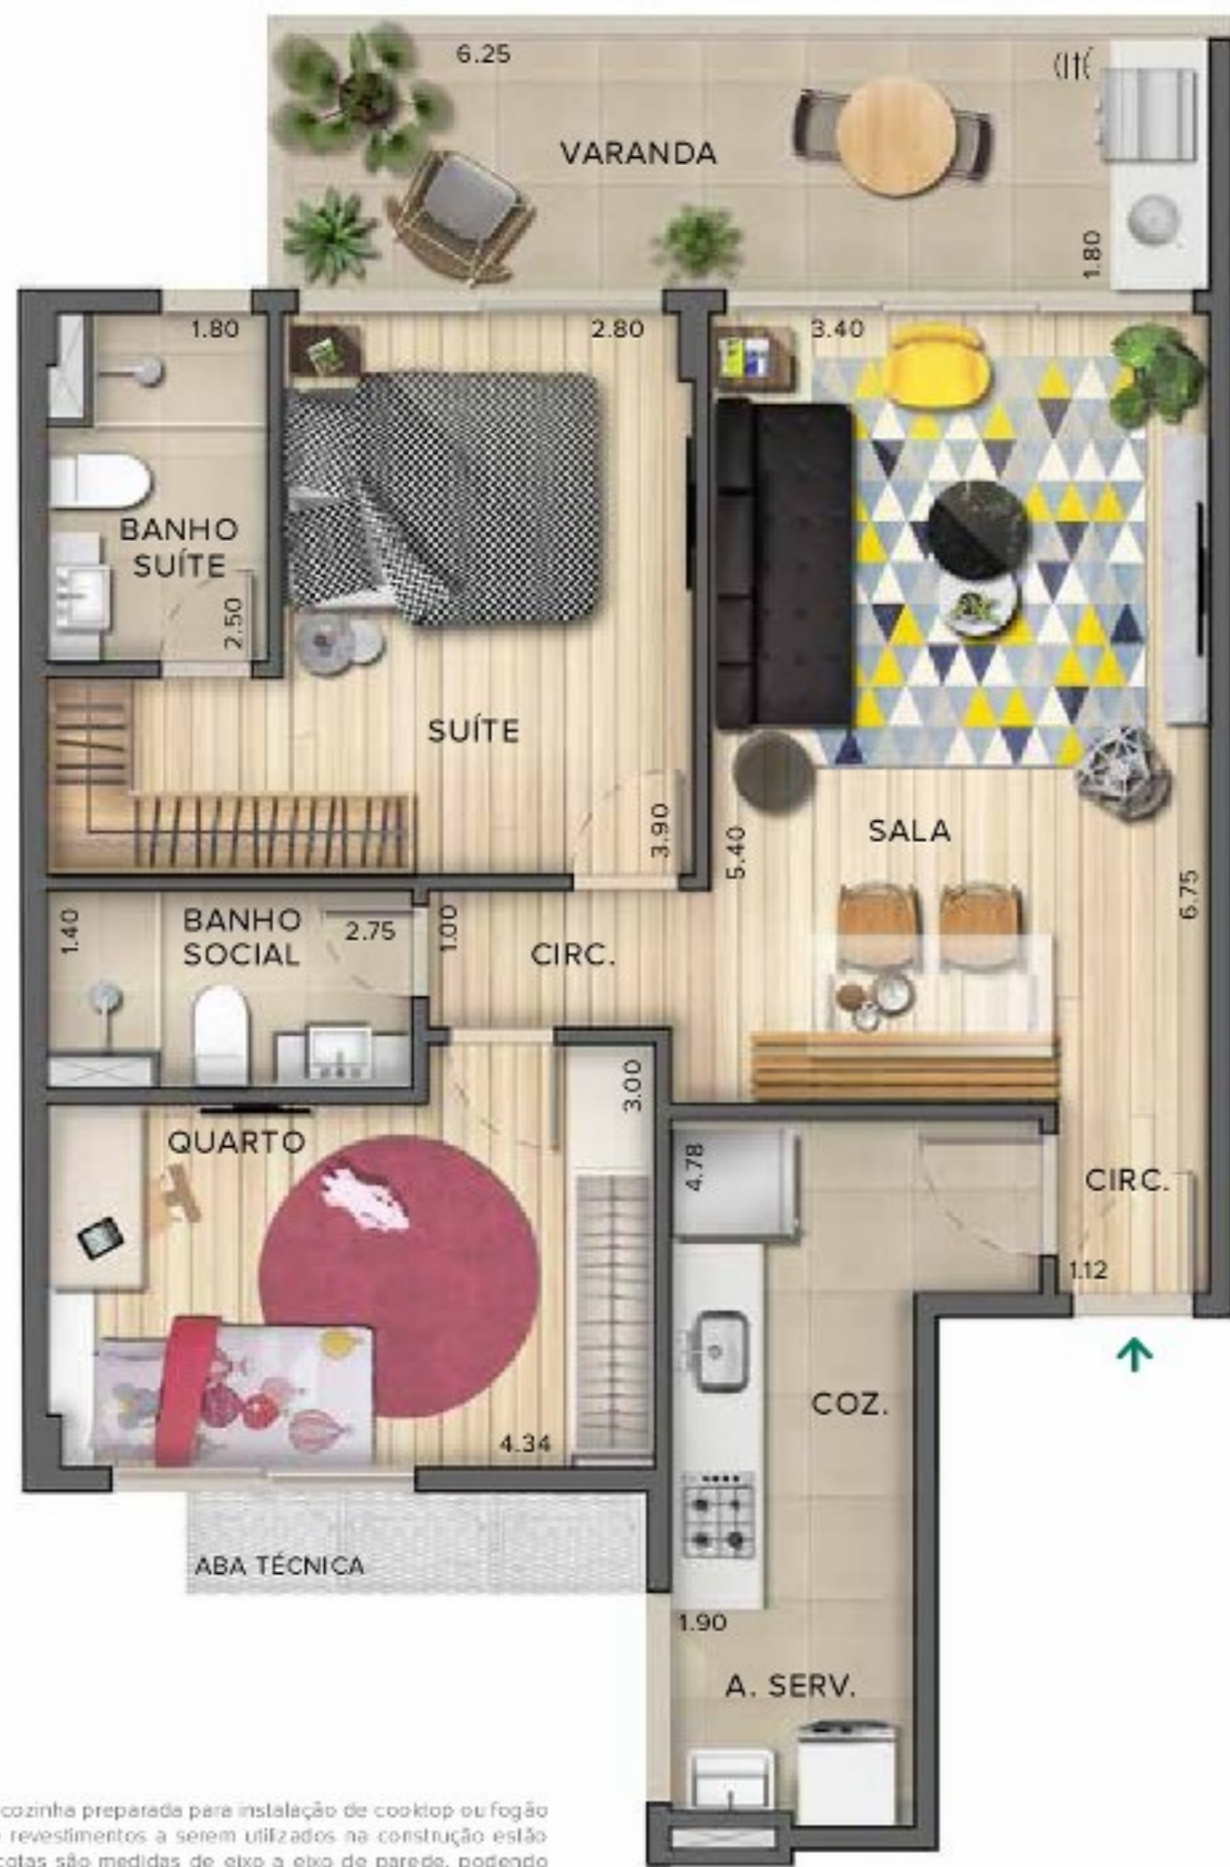 6.25
VARANDA
1.80
1.80
2.80
3.40
BANHO
SUÍTE
2.50
SUÍTE
3.90
5.40
SALA
6.75
1.40
BANHO
SOCIAL
2.75
1.00
CIRC.
3.00
QUARTO
4.78
CIRC.
1.12
COZ.
4.34
ABA TÉCNICA
1.90
A. SERV.
cozinha preparada para instalação de cooktop ou fogão
revestimentos a serem utilizados na construção estão
cotas são medidas de eixo a eixo de parede, podendo